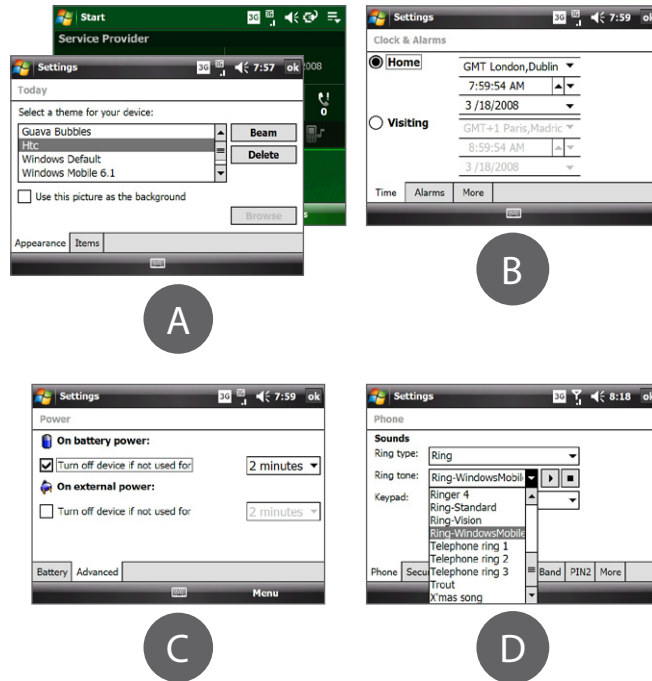 Start 3G
Service Provider
2008
0
Settings 3G 7:57 ok
Today
Select a theme for your device:
Guava Bubbles
Htc
Windows Default
Windows Mobile 6.1
Beam
Delete
Use this picture as the background
Browse
Appearance Items
A
Settings 3G 7:59 ok
Clock & Alarms
Home
GMT London,Dublin
7:59:54 AM
3 /18/2008
Visiting
GMT+1 Paris,Madric
8:59:54 AM
3 /18/2008
Time Alarms More
B
Settings 3G 7:59 ok
Power
On battery power:
Turn off device if not used for 2 minutes
On external power:
Turn off device if not used for 2 minutes
Battery Advanced
Menu
C
Settings 3G 8:18 ok
Phone
Sounds
Ring type: Ring
Ring tone: Ring-WindowsMobil
Keypad:
Ringer 4
Ring-Standard
Ring-Vision
Ring-WindowsMobile
Telephone ring 1
Telephone ring 2
Telephone ring 3
Trout
X'mas song
Phone Secu Band PIN2 More
D